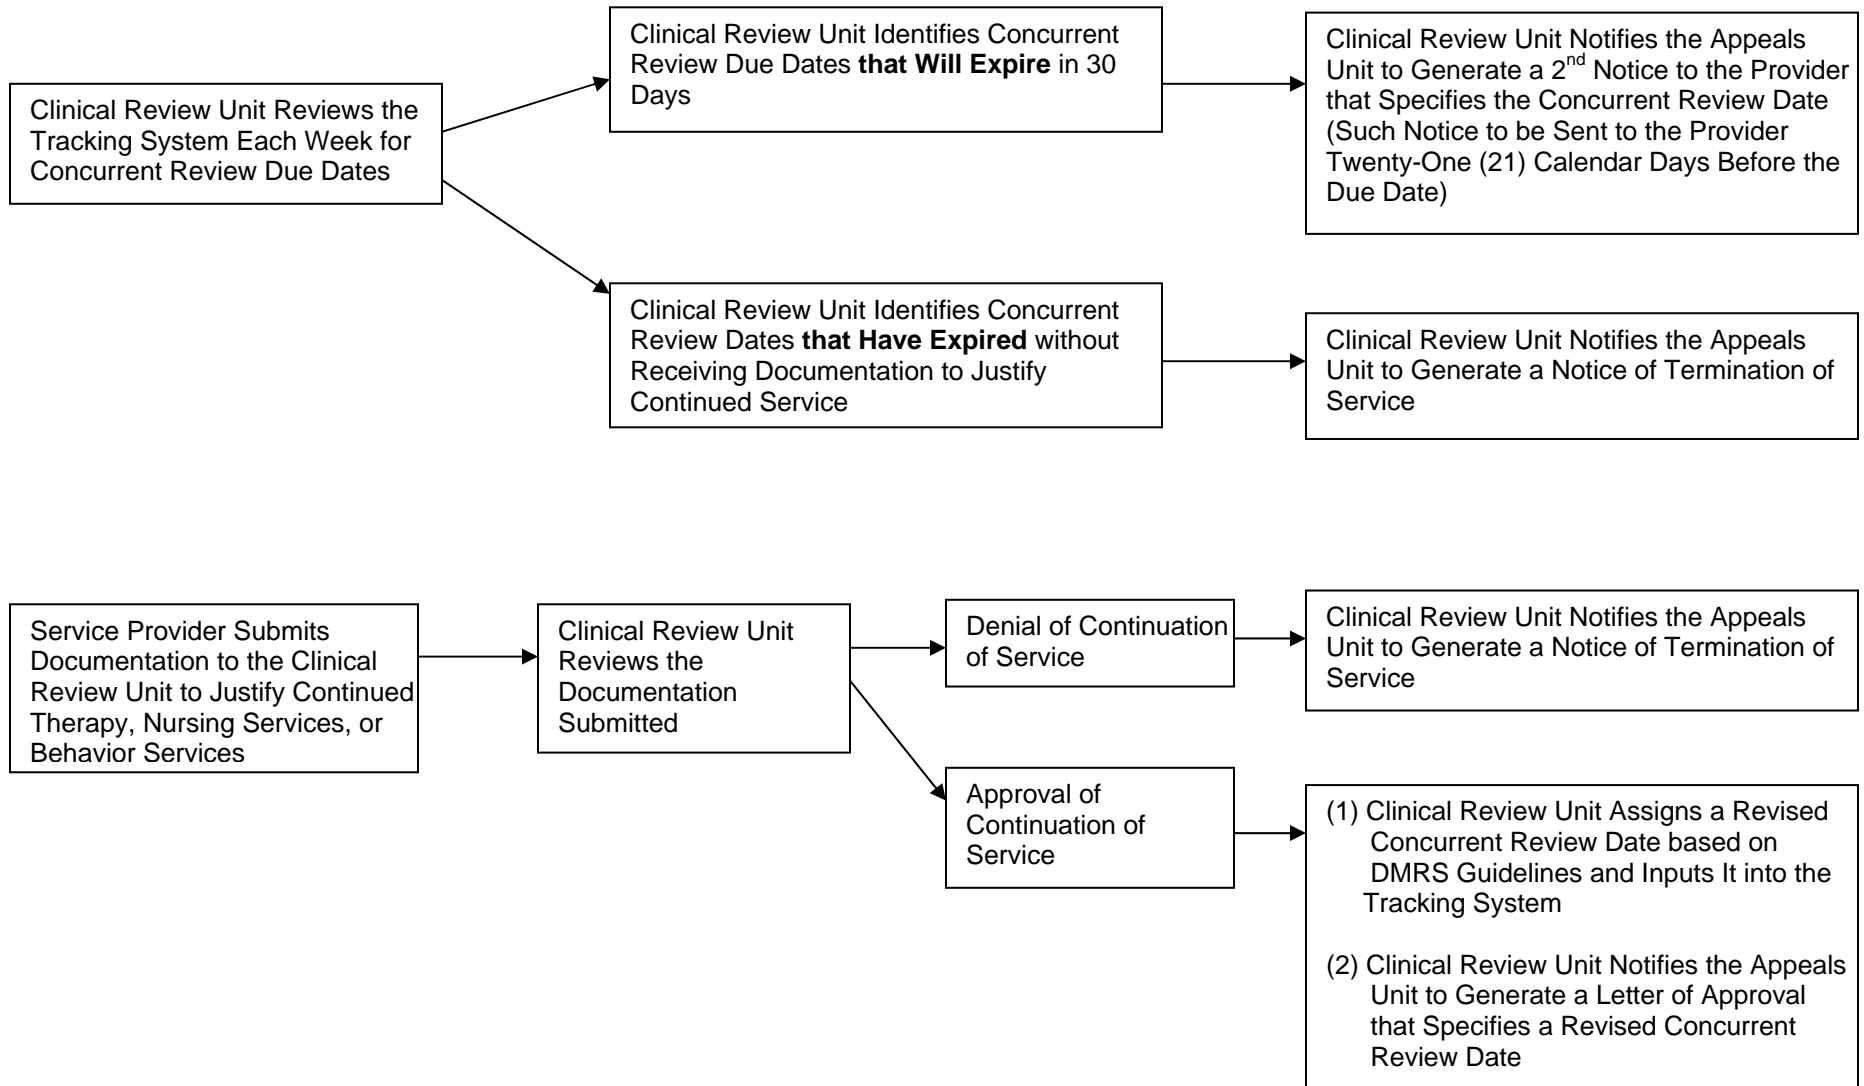 Clinical Review Unit Reviews the
Tracking System Each Week for
Concurrent Review Due Dates
Clinical Review Unit Identifies Concurrent
Review Due Dates that Will Expire in 30
Days
Clinical Review Unit Notifies the Appeals
Unit to Generate a 2nd Notice to the Provider
that Specifies the Concurrent Review Date
(Such Notice to be Sent to the Provider
Twenty-One (21) Calendar Days Before the
Due Date)
Clinical Review Unit Identifies Concurrent
Review Dates that Have Expired without
Receiving Documentation to Justify
Continued Service
Clinical Review Unit Notifies the Appeals
Unit to Generate a Notice of Termination of
Service
Service Provider Submits
Documentation to the Clinical
Review Unit to Justify Continued
Therapy, Nursing Services, or
Behavior Services
Clinical Review Unit
Reviews the
Documentation
Submitted
Denial of Continuation
of Service
Clinical Review Unit Notifies the Appeals
Unit to Generate a Notice of Termination of
Service
Approval of
Continuation of
Service
(1) Clinical Review Unit Assigns a Revised
Concurrent Review Date based on
DMRS Guidelines and Inputs It into the
Tracking System
(2) Clinical Review Unit Notifies the Appeals
Unit to Generate a Letter of Approval
that Specifies a Revised Concurrent
Review Date